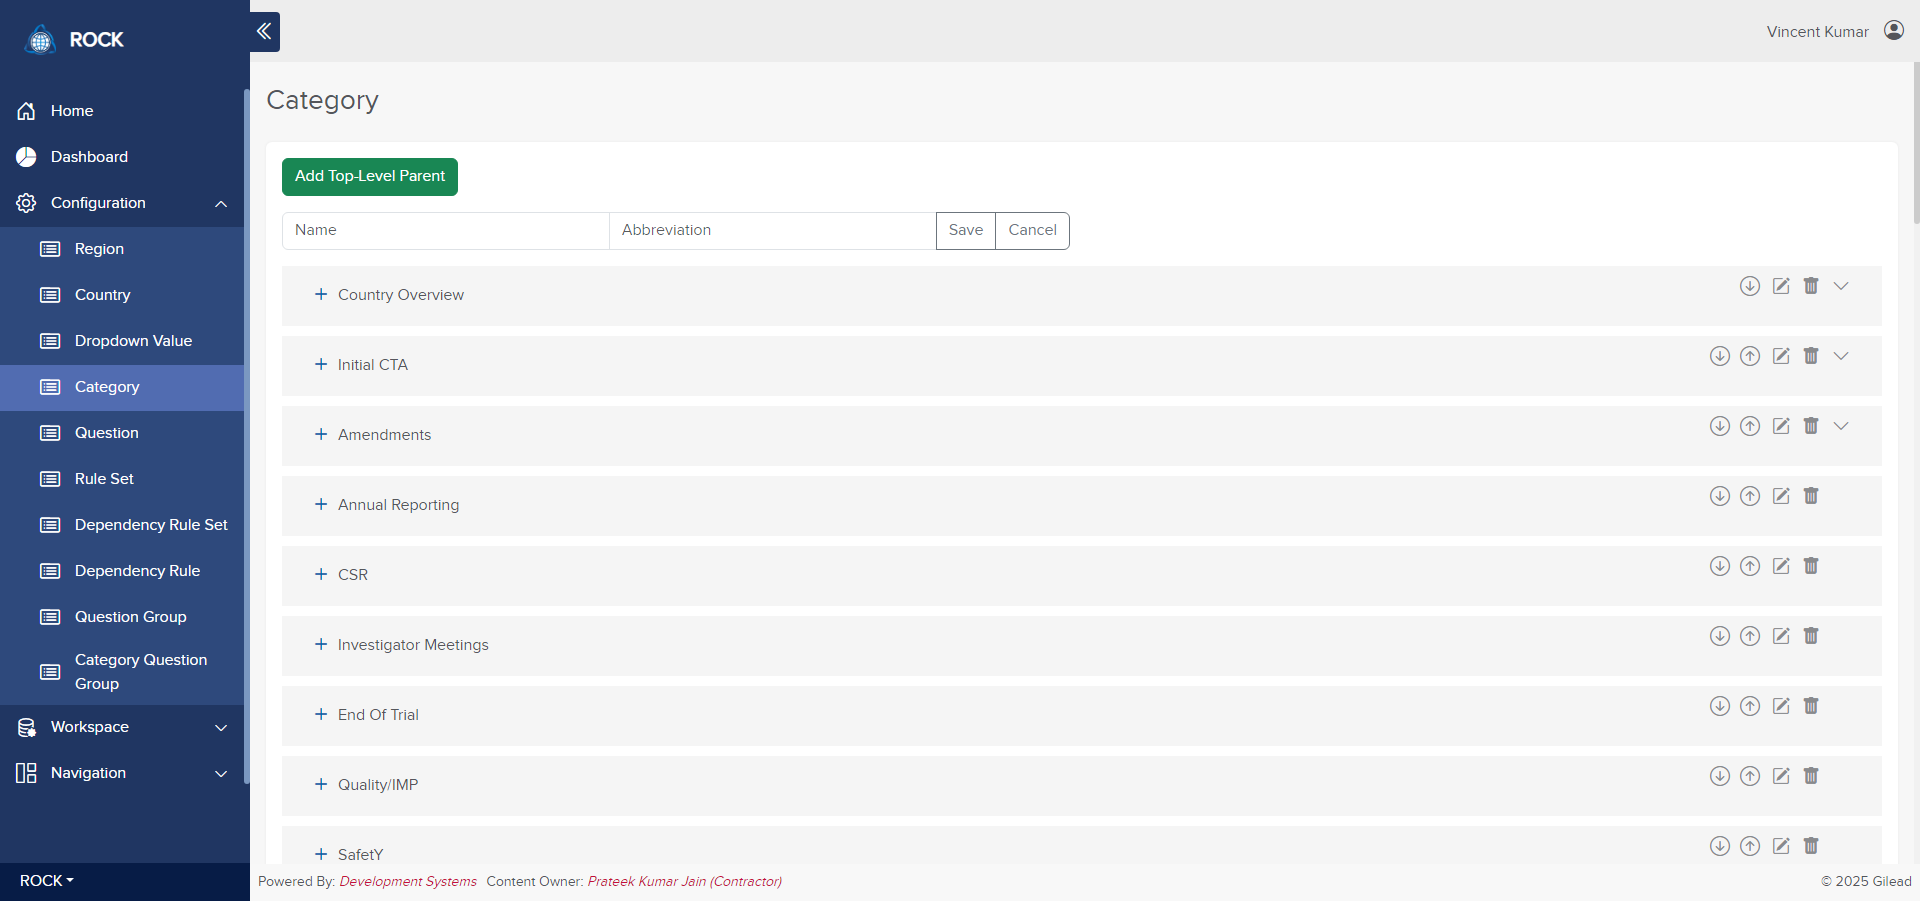 ROCK
Vincent Kumar
Home
Dashboard
Configuration
Region
Country
Dropdown Value
Category
Question
Rule Set
Dependency Rule Set
Dependency Rule
Question Group
Category Question
Group
Workspace
Navigation
ROCK
Category
Add Top-Level Parent
Name Abbreviation Save Cancel
Country Overview
Initial CTA
Amendments
Annual Reporting
CSR
Investigator Meetings
End Of Trial
Quality/IMP
SafetY
Powered By: Development Systems Content Owner: Prateek Kumar Jain (Contractor)
© 2025 Gilead